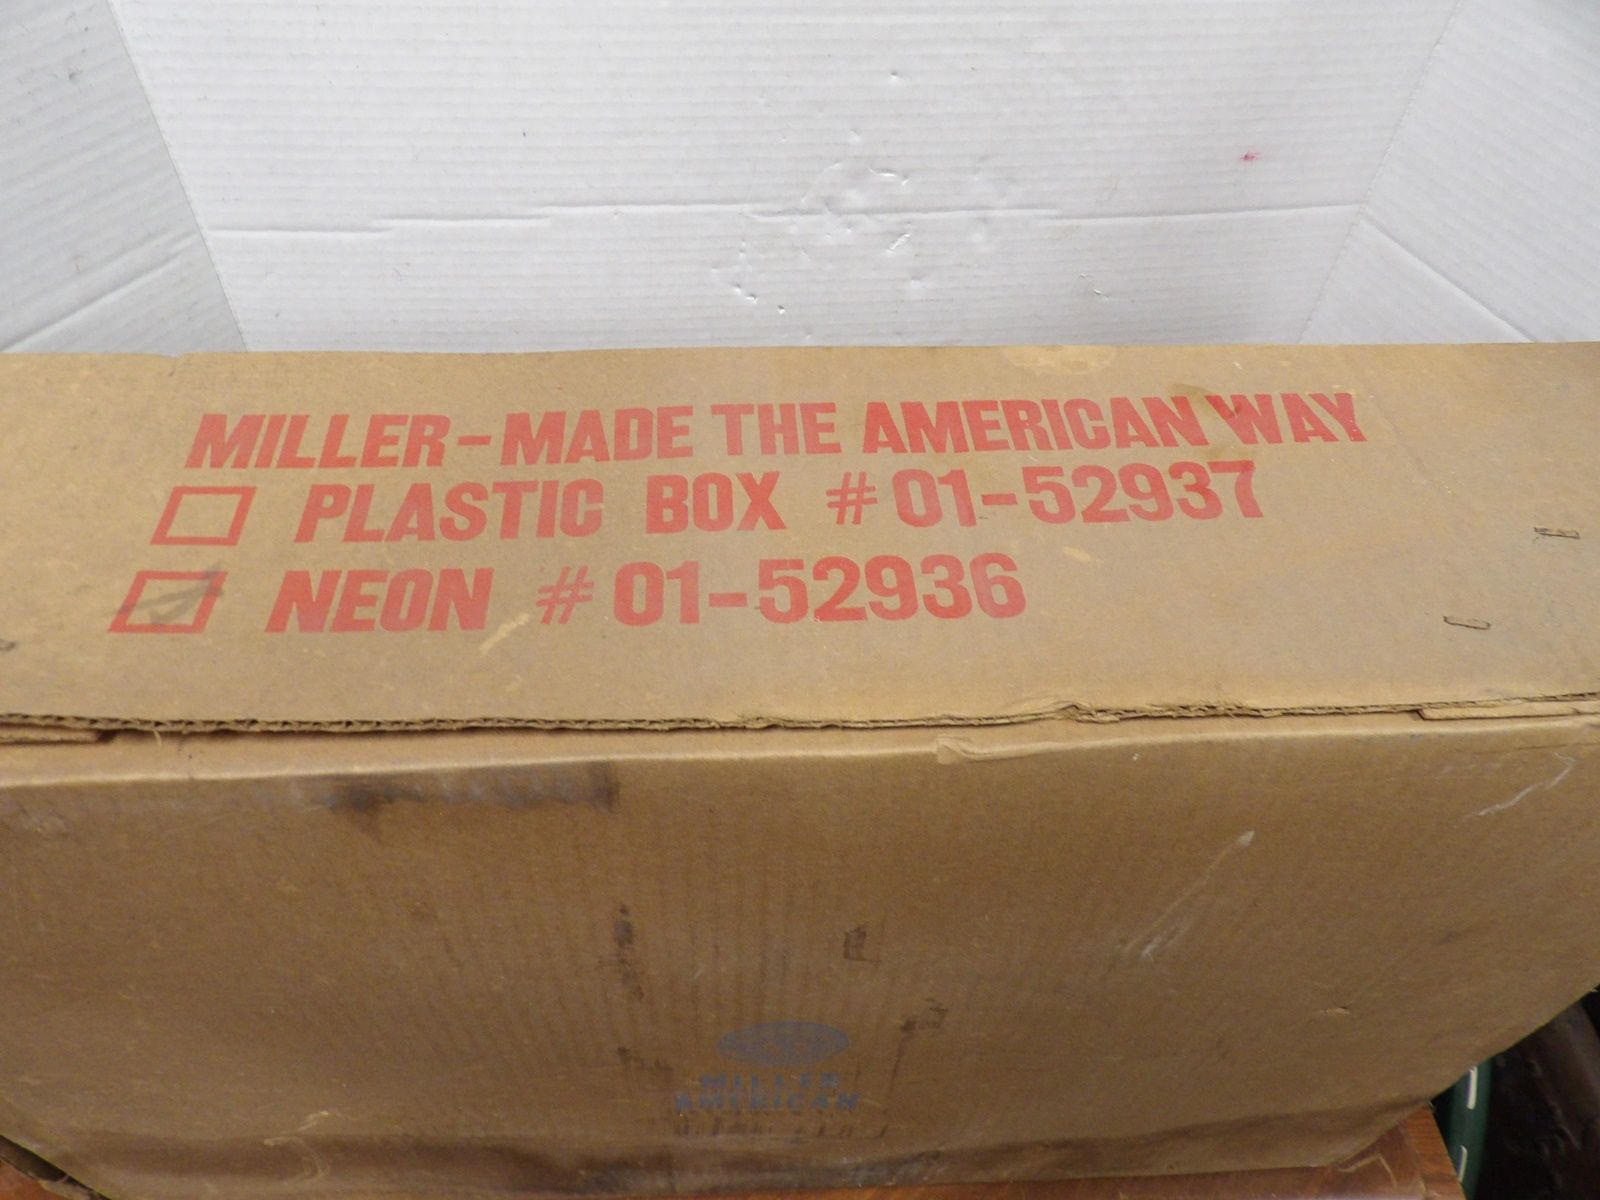 MILLER-MADE THE AMERICAN WAY
PLASTIC BOX #01-52937
NEON #01-52936
MILLER
AMERICAN